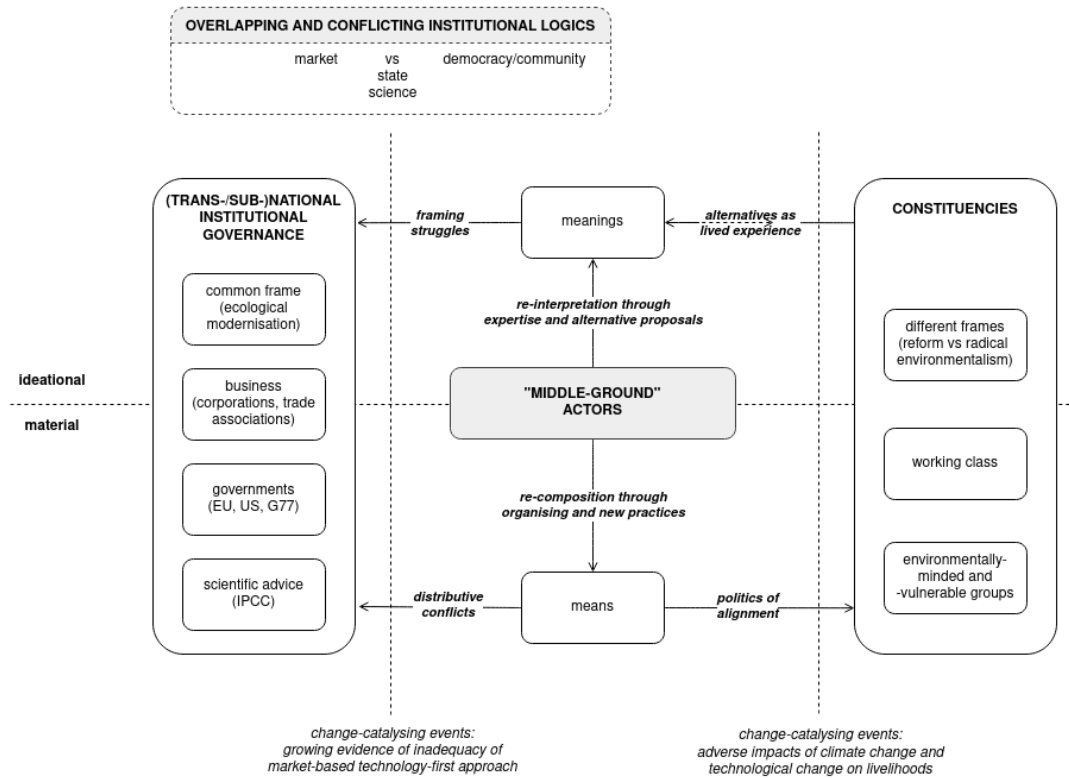 OVERLAPPING AND CONFLICTING INSTITUTIONAL LOGICS
market vs democracy/community
state
science
(TRANS-/SUB-)NATIONAL
INSTITUTIONAL
GOVERNANCE
common frame
(ecological
modernisation)
business
(corporations, trade
associations)
governments
(EU, US, G77)
scientific advice
(IPCC)
ideational
material
framing
struggles
meanings
alternatives as
lived experience
re-interpretation through
expertise and alternative proposals
"MIDDLE-GROUND"
ACTORS
re-composition through
organising and new practices
distributive
conflicts
means
politics of
alignment
CONSTITUENCIES
different frames
(reform vs radical
environmentalism)
working class
environmentally-
minded and
-vulnerable groups
change-catalysing events:
growing evidence of inadequacy of
market-based technology-first approach
change-catalysing events:
adverse impacts of climate change and
technological change on livelihoods